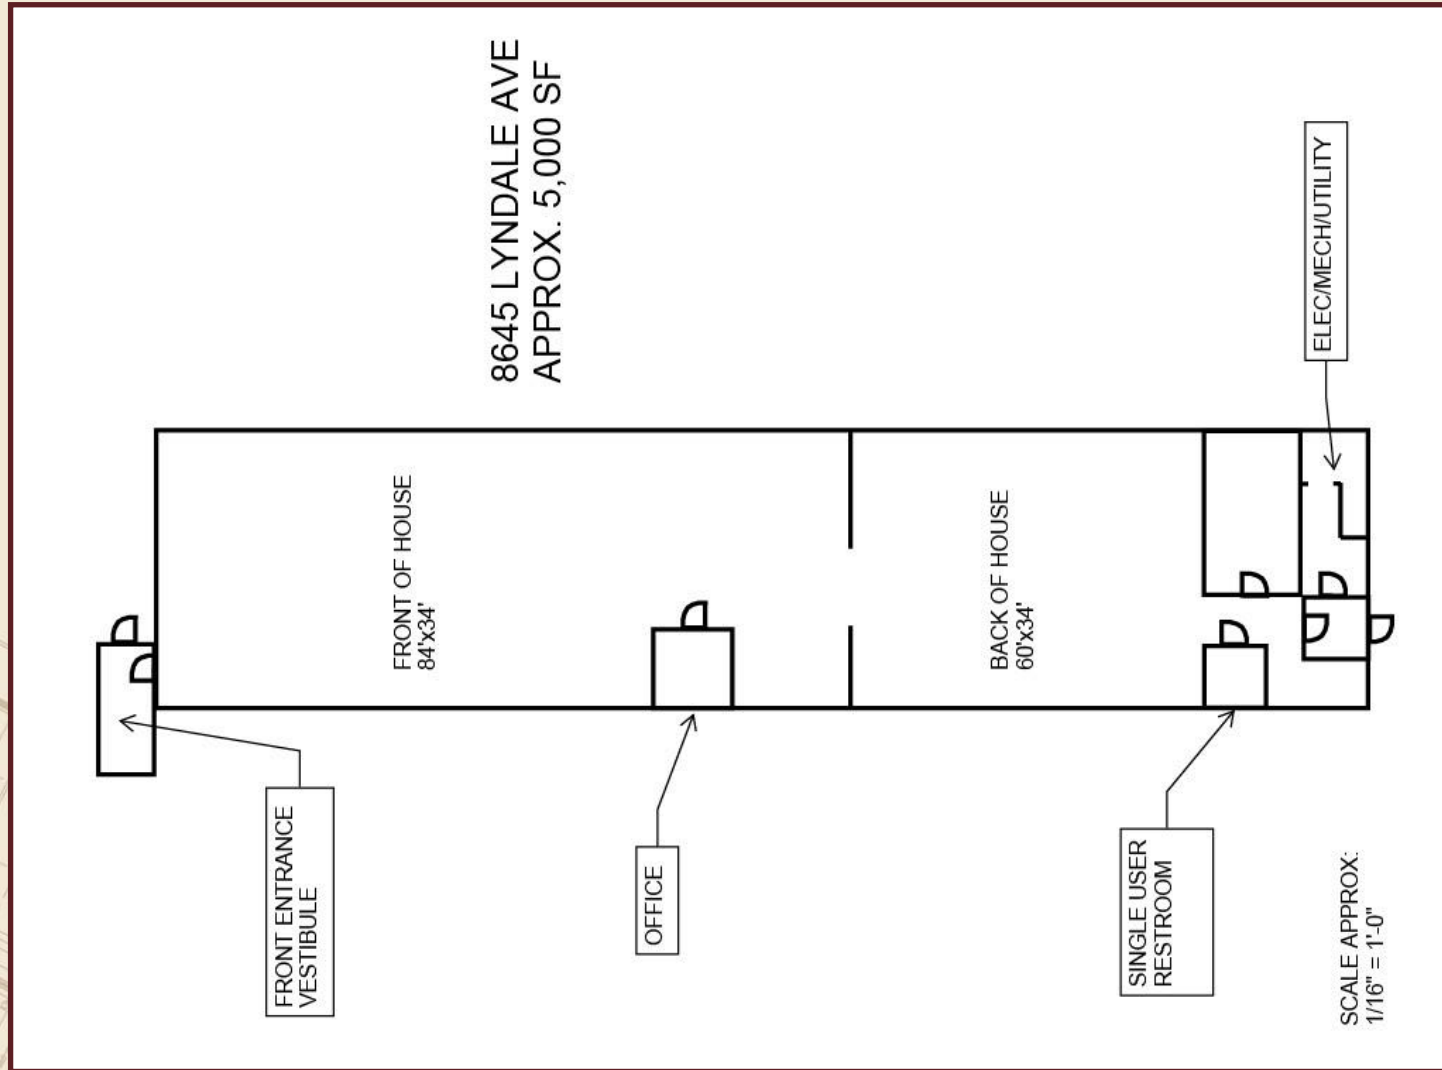 8645 LYNDALE AVE
APPROX. 5,000 SF
FRONT ENTRANCE
VESTIBULE
FRONT OF HOUSE
84'x34'
OFFICE
BACK OF HOUSE
60'x34'
SINGLE USER
RESTROOM
ELEC/MECH/UTILITY
SCALE APPROX:
1/16" = 1'-0"